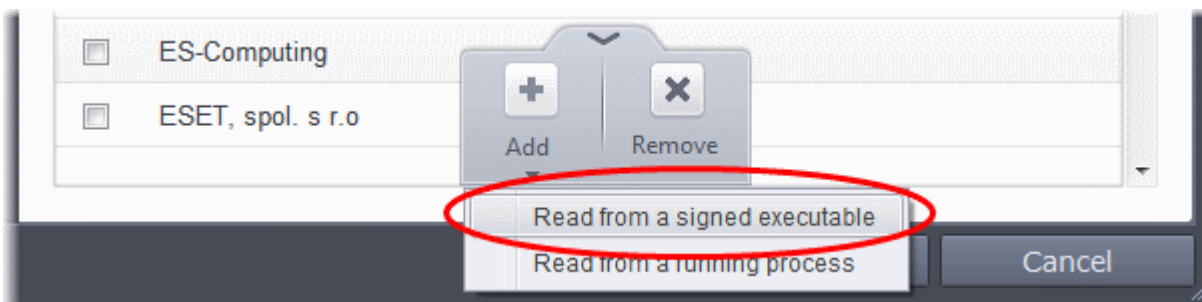 ES-Computing
ESET, spol. s r.o
Add
Remove
Read from a signed executable
Read from a running process
Cancel